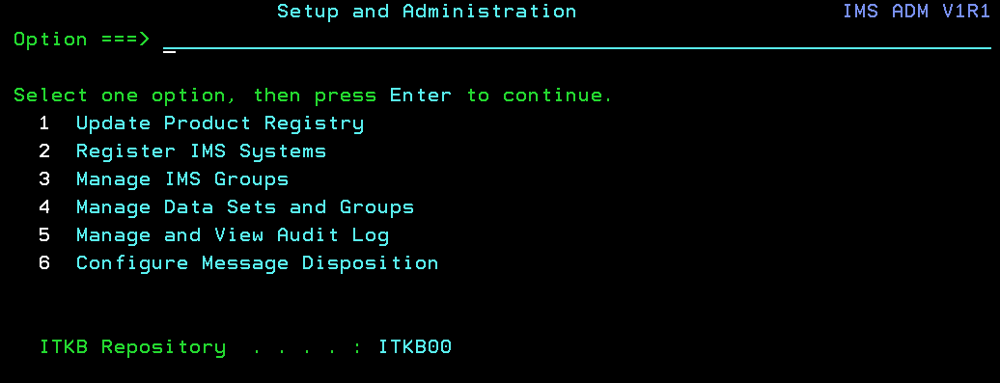 Setup and Administration IMS ADM V1R1
Option ===>
Select one option, then press Enter to continue.
1 Update Product Registry
2 Register IMS Systems
3 Manage IMS Groups
4 Manage Data Sets and Groups
5 Manage and View Audit Log
6 Configure Message Disposition
ITKB Repository . . . . : ITKB00